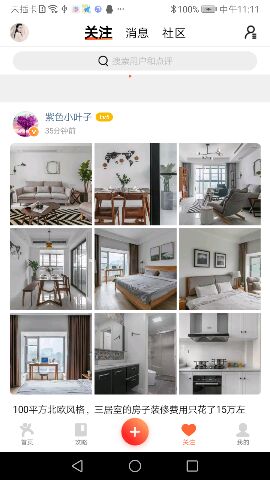 未插卡 100% 中午11:11
关注 消息 社区
搜索用户和点评
紫色小叶子
35分钟前
100平方北欧风格，三居室的房子装修费用只花了15万左
首页 攻略 关注 我的